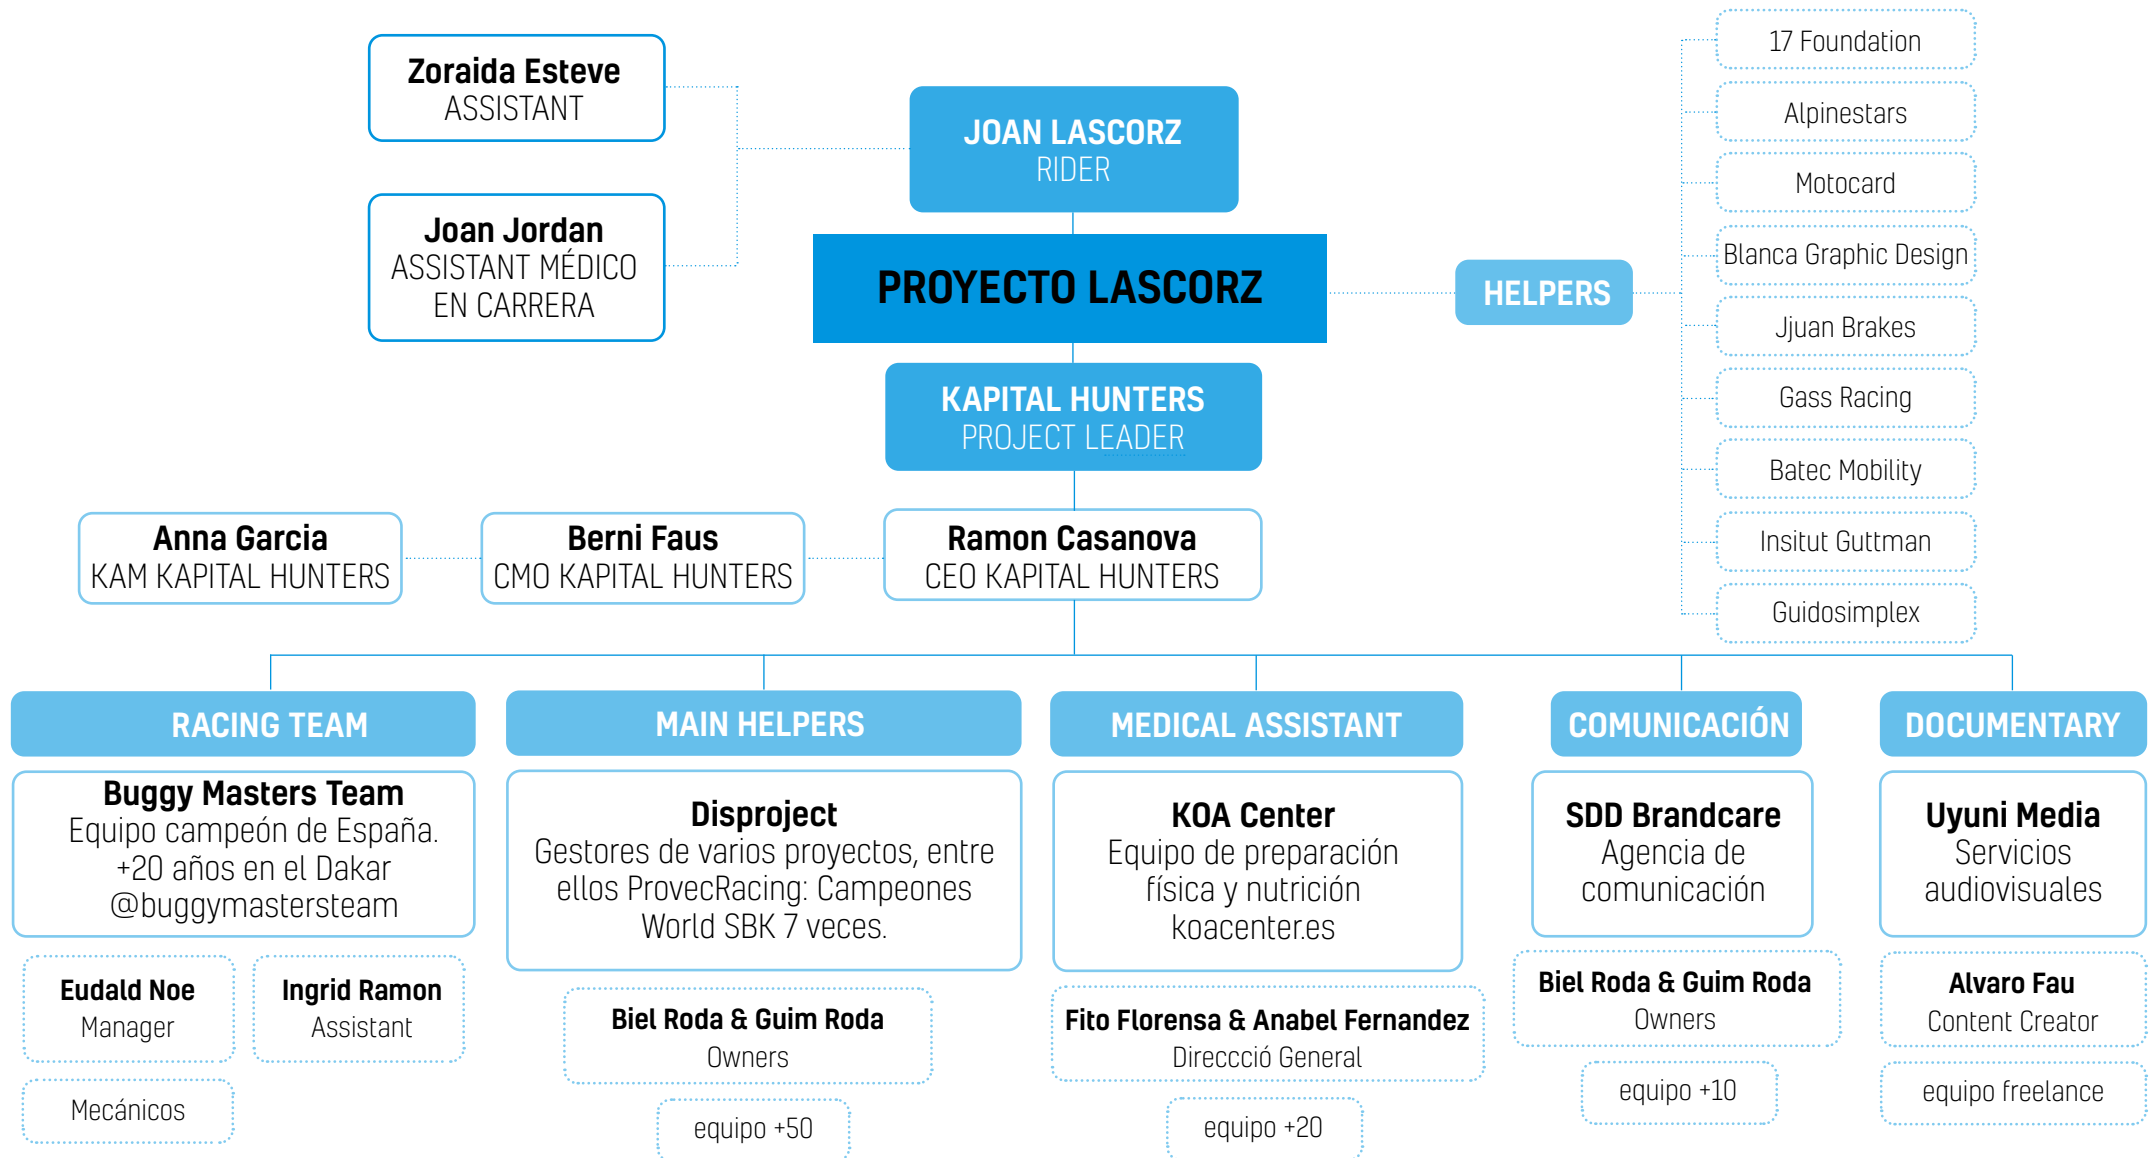 Zoraida Esteve
ASSISTANT
Joan Jordan
ASSISTANT MÉDICO
EN CARRERA
JOAN LASCORZ
RIDER
PROYECTO LASCORZ
HELPERS
17 Foundation
Alpinestars
Motocard
Blanca Graphic Design
Jjuan Brakes
Gass Racing
Batec Mobility
Insitut Guttman
Guidosimplex
KAPITAL HUNTERS
PROJECT LEADER
Anna Garcia
KAM KAPITAL HUNTERS
Berni Faus
CMO KAPITAL HUNTERS
Ramon Casanova
CEO KAPITAL HUNTERS
RACING TEAM
Buggy Masters Team
Equipo campeón de España.
+20 años en el Dakar
@buggymastersteam
Eudald Noe
Manager
Ingrid Ramon
Assistant
Mecánicos
MAIN HELPERS
Disproject
Gestores de varios proyectos, entre
ellos ProvecRacing: Campeones
World SBK 7 veces.
Biel Roda & Guim Roda
Owners
equipo +50
MEDICAL ASSISTANT
KOA Center
Equipo de preparación
física y nutrición
koacenter.es
Fito Florensa & Anabel Fernandez
Direccció General
equipo +20
COMUNICACIÓN
SDD Brandcare
Agencia de
comunicación
Biel Roda & Guim Roda
Owners
equipo +10
DOCUMENTARY
Uyuni Media
Servicios
audiovisuales
Alvaro Fau
Content Creator
equipo freelance